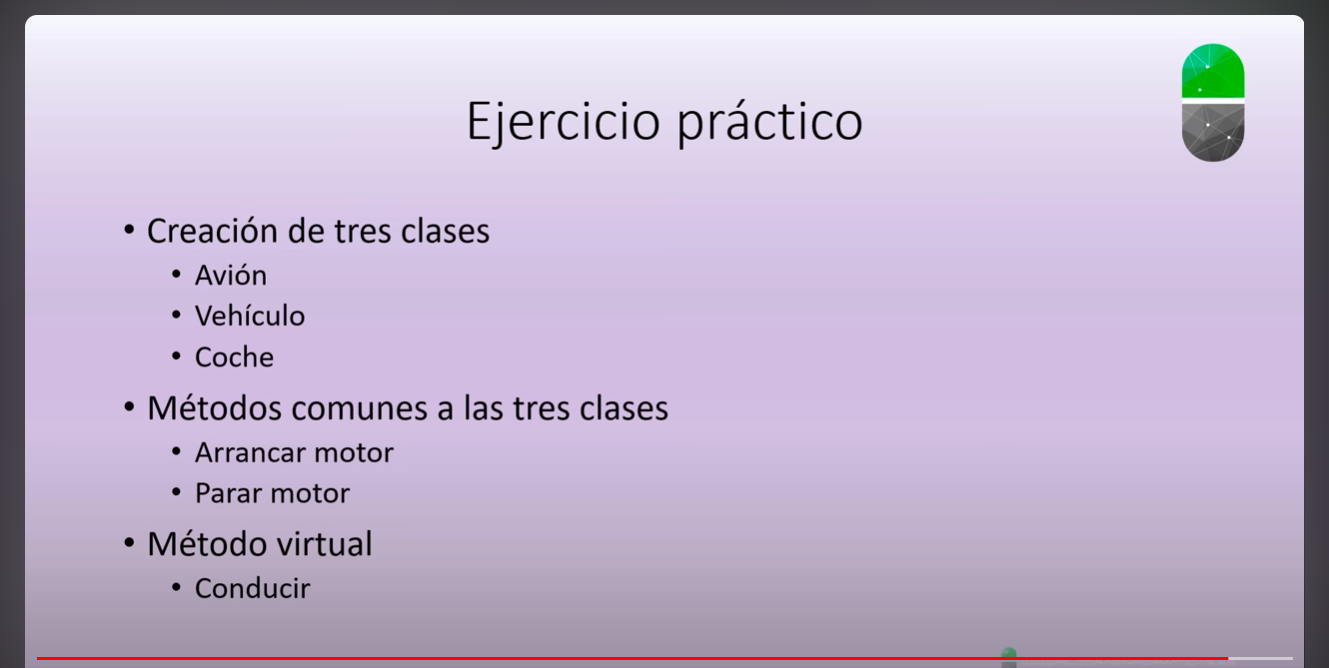 Ejercicio práctico
• Creación de tres clases
• Avión
• Vehículo
• Coche
• Métodos comunes a las tres clases
• Arrancar motor
• Parar motor
• Método virtual
• Conducir